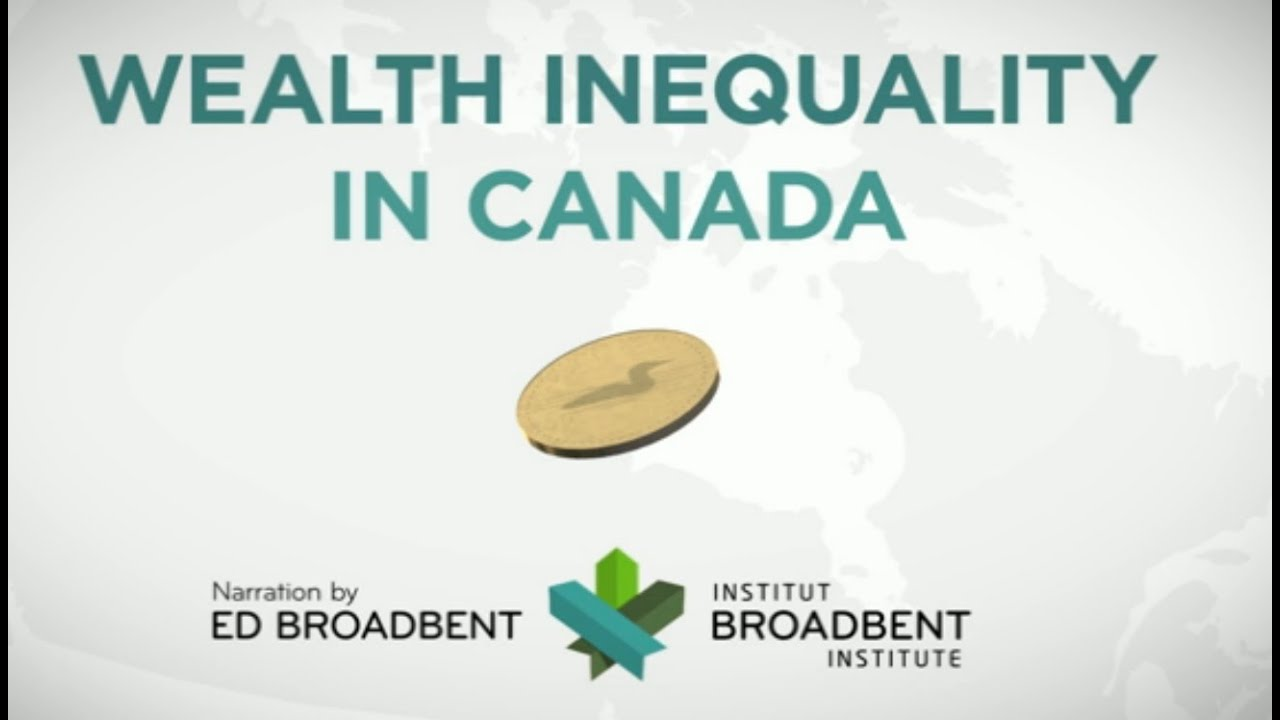 WEALTH INEQUALITY
IN CANADA
Narration by
ED BROADBENT
INSTITUT
BROADBENT
INSTITUTE